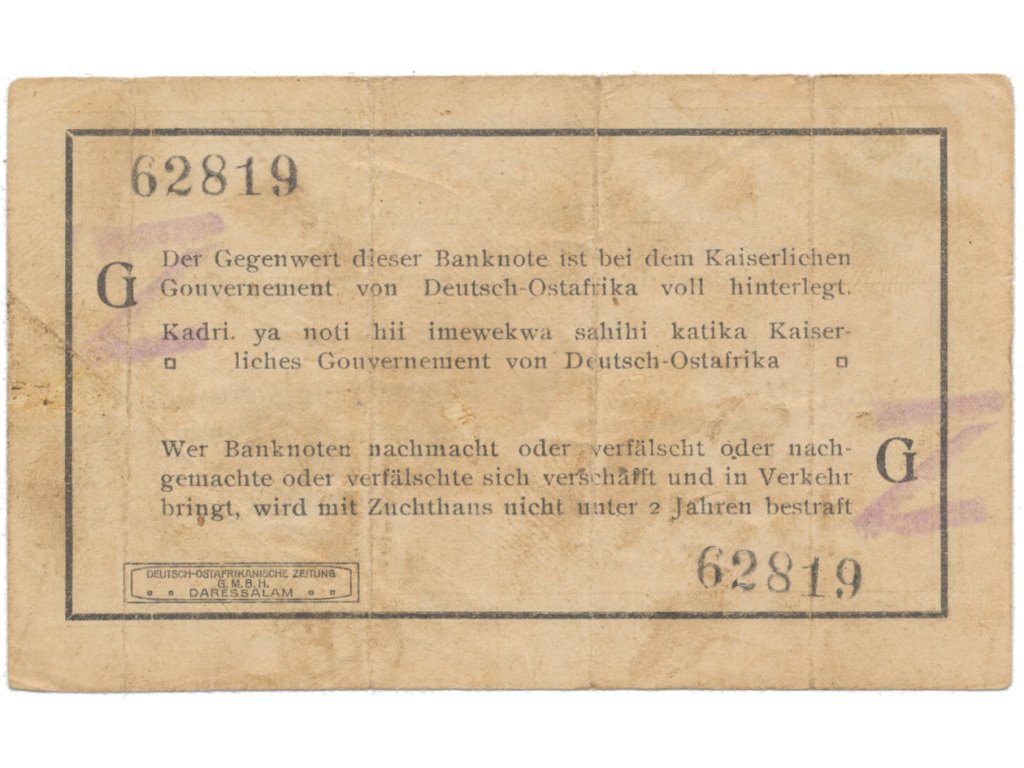 62819
G
Der Gegenwert dieser Banknote ist bei dem Kaiserlichen
Gouvernement von Deutsch-Ostafrika voll hinterlegt.
Kadri. ya noti hii imewekwa sahihi katika Kaiser-
liches Gouvernement von Deutsch-Ostafrika
Wer Banknoten nachmacht oder verfälscht oder nach-
gemachte oder verfälschte sich verschafft und in Verkehr
bringt, wird mit Zuchthaus nicht unter 2 Jahren bestraft
G
62819
DEUTSCH-OSTAFRIKANISCHE ZEITUNG
G.M.B.H.
DARESSALAM